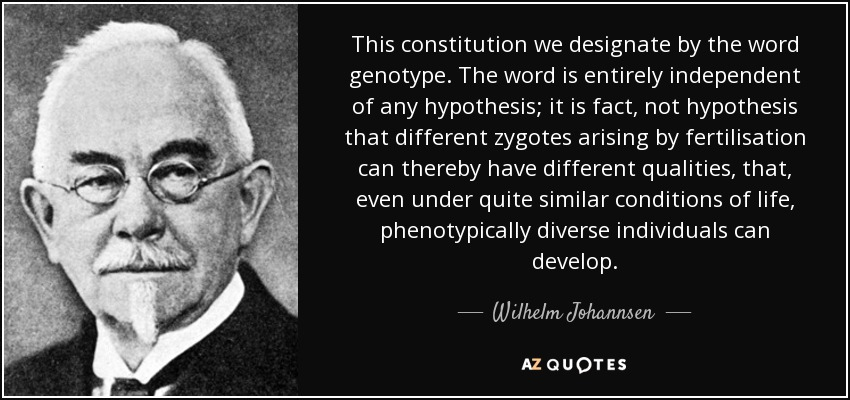 This constitution we designate by the word
genotype. The word is entirely independent
of any hypothesis; it is fact, not hypothesis
that different zygotes arising by fertilisation
can thereby have different qualities, that,
even under quite similar conditions of life,
phenotypically diverse individuals can
develop.
Wilhelm Johannsen
AZ QUOTES